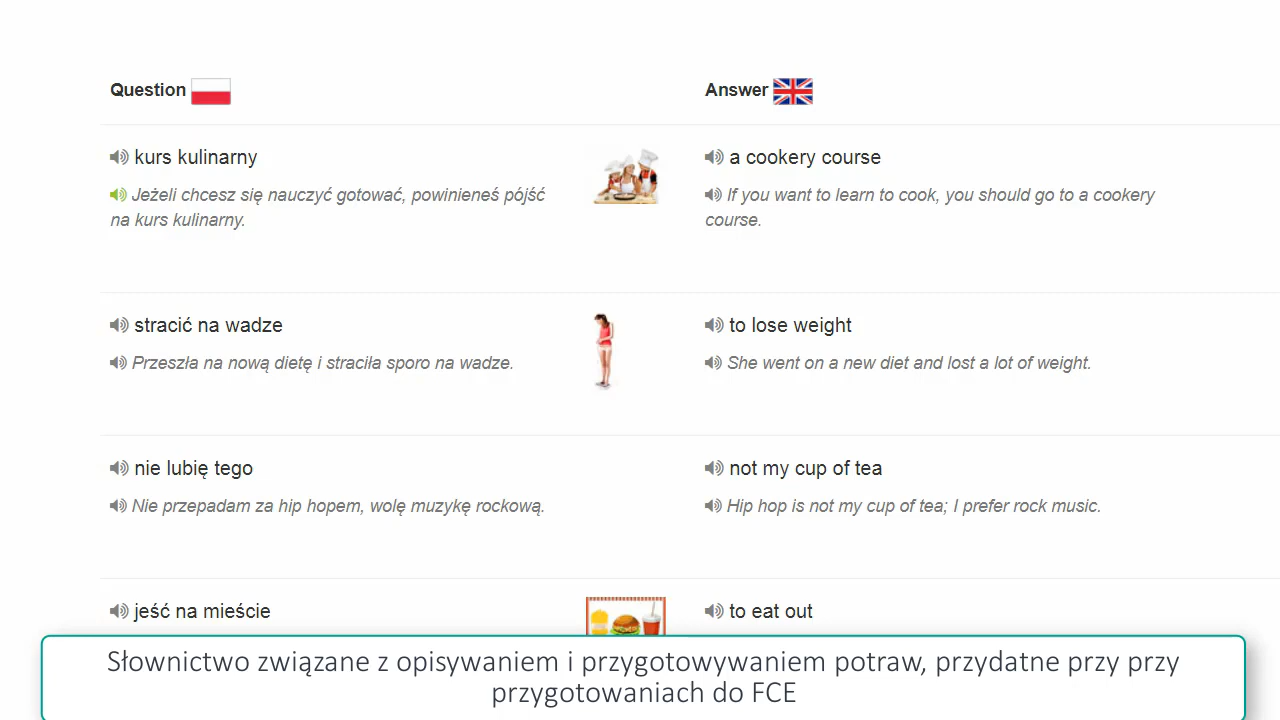 Question
Answer
kurs kulinarny
a cookery course
Jeżeli chcesz się nauczyć gotować, powinieneś pójść
na kurs kulinarny.
If you want to learn to cook, you should go to a cookery
course.
stracić na wadze
to lose weight
Przeszła na nową dietę i straciła sporo na wadze.
She went on a new diet and lost a lot of weight.
nie lubię tego
not my cup of tea
Nie przepadam za hip hopem, wolę muzykę rockową.
Hip hop is not my cup of tea; I prefer rock music.
jeść na mieście
to eat out
Słownictwo związane z opisywaniem i przygotowywaniem potraw, przydatne przy przy
przygotowaniach do FCE